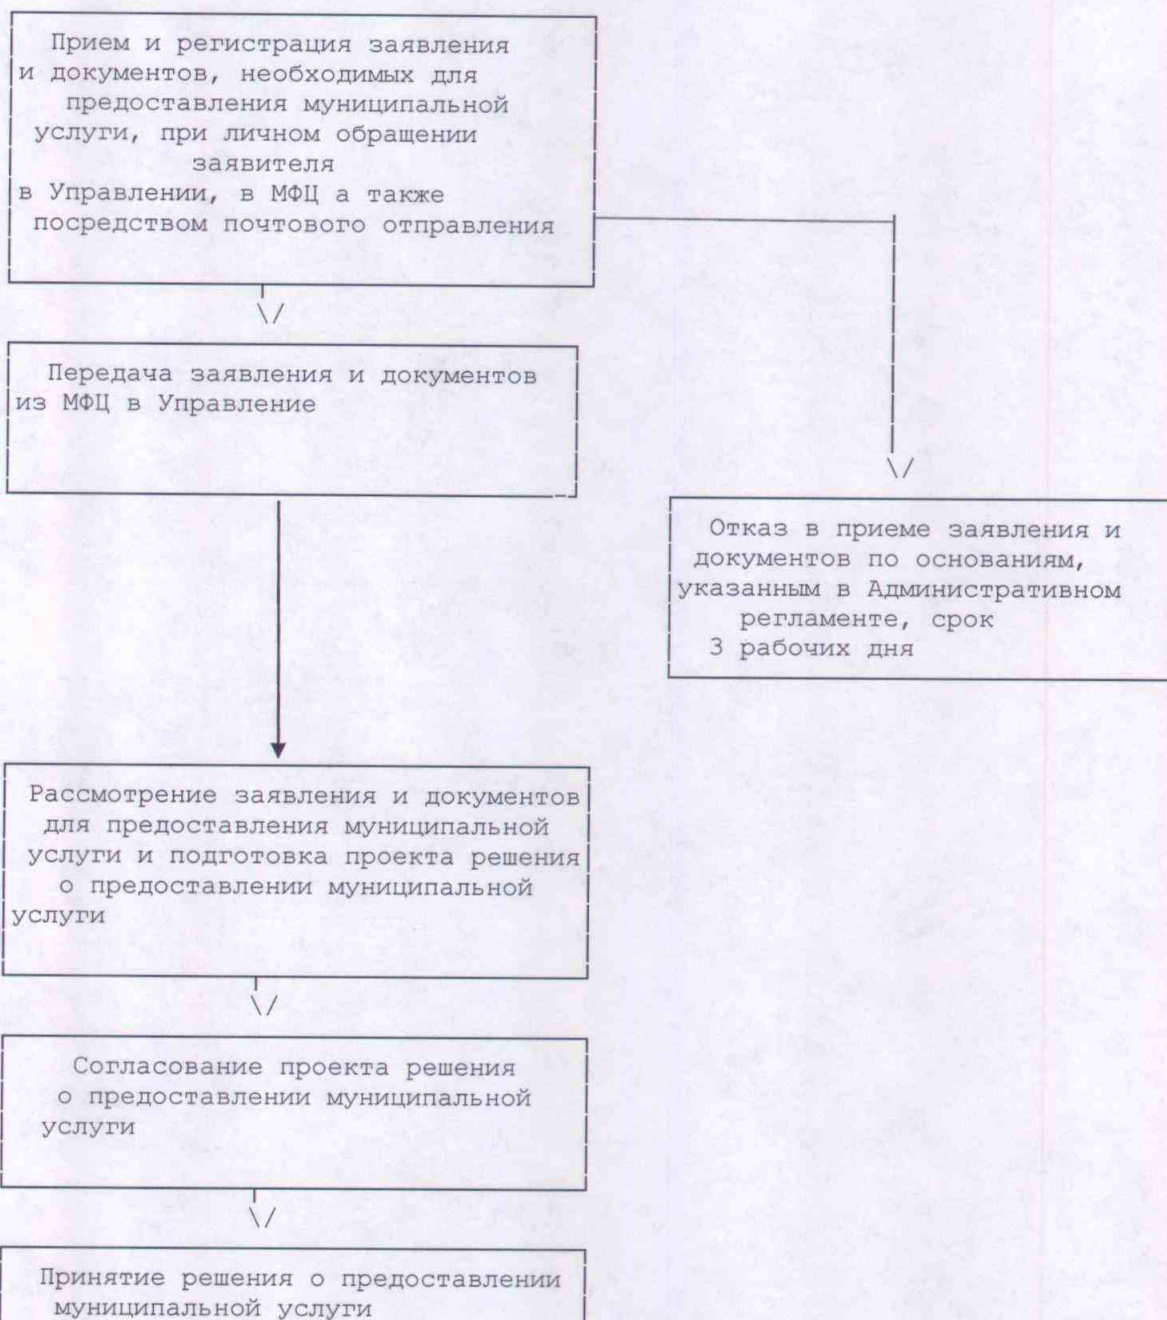 Прием и регистрация заявления
и документов, необходимых для
предоставления муниципальной
услуги, при личном обращении
заявителя
в Управлении, в МФЦ а также
посредством почтового отправления
Передача заявления и документов
из МФЦ в Управление
Отказ в приеме заявления и
документов по основаниям,
указанным в Административном
регламенте, срок
3 рабочих дня
Рассмотрение заявления и документов
для предоставления муниципальной
услуги и подготовка проекта решения
о предоставлении муниципальной
услуги
Согласование проекта решения
о предоставлении муниципальной
услуги
Принятие решения о предоставлении
муниципальной услуги